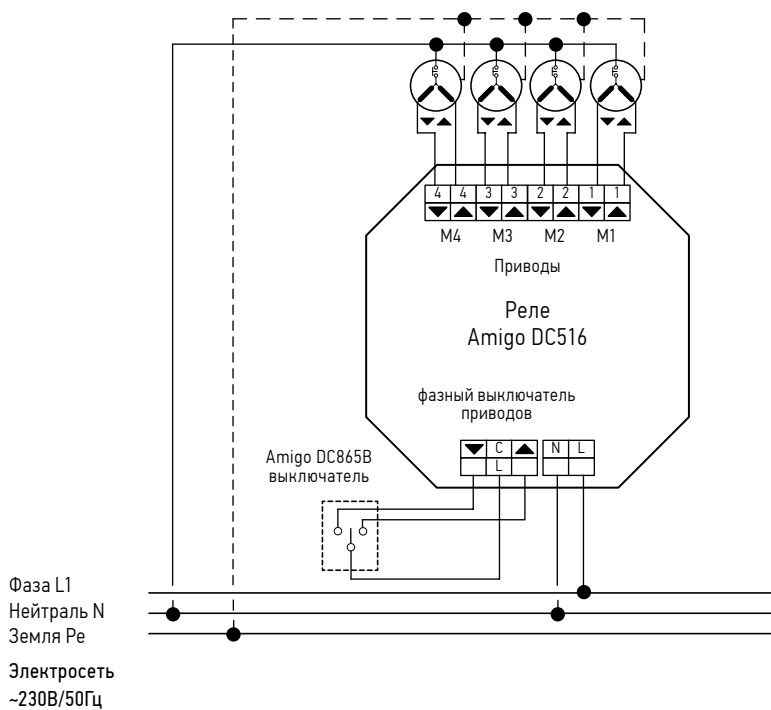 4 4 3 3 2 2 1 1
M4 M3 M2 M1
Приводы
Реле
Amigo DC516
фазный выключатель
приводов
C N L
L
Amigo DC865B
выключатель
Фаза L1
Нейтраль N
Земля Pe
Электросеть
~230В/50Гц